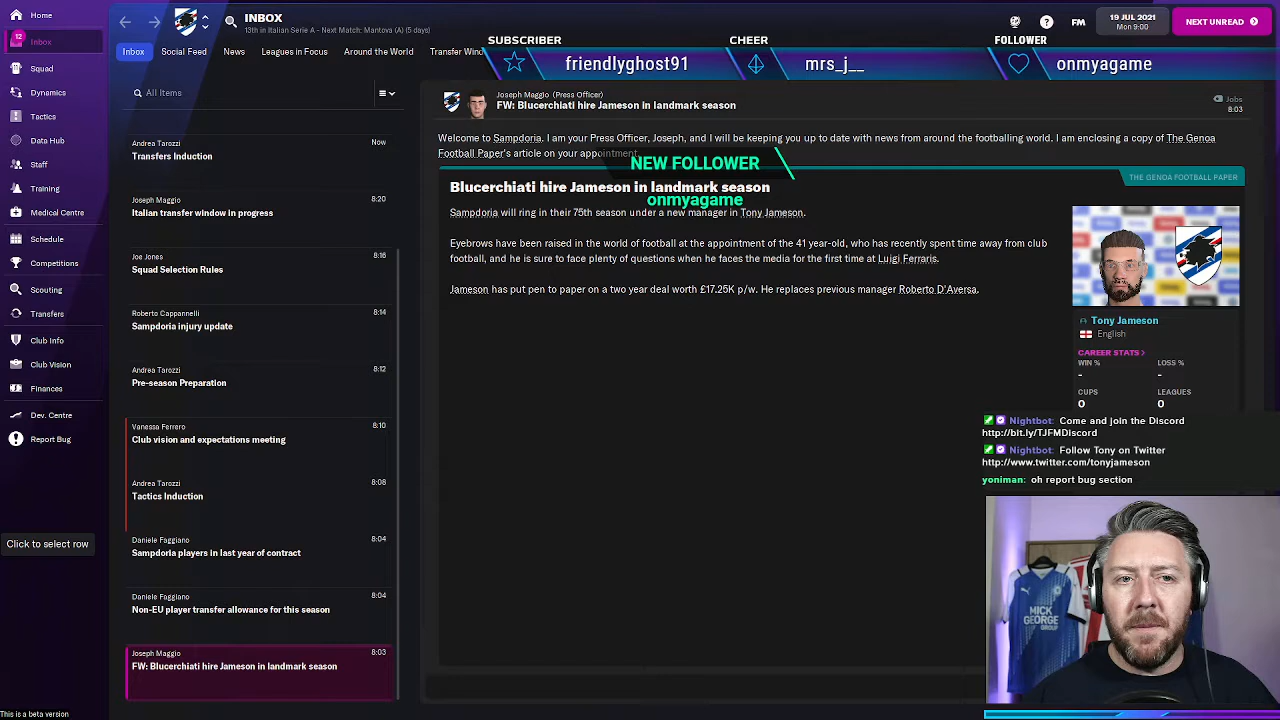 Home
12
Inbox
Squad
Dynamics
Tactics
Data Hub
Staff
Training
Medical Centre
Schedule
Competitions
Scouting
Transfers
Club Info
Club Vision
Finances
Dev. Centre
Report Bug
Click to select row
This is a beta version
INBOX
13th in Italian Serie A - Next Match: Mantova (A) (5 days)
FM
19 JUL 2021
Mon 9:00
NEXT UNREAD
Inbox
Social Feed
News
Leagues in Focus
Around the World
Transfer Win
SUBSCRIBER
friendlyghost91
CHEER
mrs_j__
FOLLOWER
onmyagame
All Items
Andrea Tarozzi
Now
Transfers Induction
Joseph Maggio
8:20
Italian transfer window in progress
Joe Jones
8:16
Squad Selection Rules
Roberto Cappannelli
8:14
Sampdoria injury update
Andrea Tarozzi
8:12
Pre-season Preparation
Vanessa Ferrero
8:10
Club vision and expectations meeting
Andrea Tarozzi
8:08
Tactics Induction
Daniele Faggiano
8:04
Sampdoria players in last year of contract
Daniele Faggiano
8:04
Non-EU player transfer allowance for this season
Joseph Maggio
8:03
FW: Blucerchiati hire Jameson in landmark season
Joseph Maggio (Press Officer)
FW: Blucerchiati hire Jameson in landmark season
Jobs
8:03
Welcome to Sampdoria. I am your Press Officer, Joseph, and I will be keeping you up to date with news from around the footballing world. I am enclosing a copy of The Genoa
Football Paper's article on your appointment.
NEW FOLLOWER
onmyagame
THE GENOA FOOTBALL PAPER
Blucerchiati hire Jameson in landmark season
Sampdoria will ring in their 75th season under a new manager in Tony Jameson.
Eyebrows have been raised in the world of football at the appointment of the 41 year-old, who has recently spent time away from club
football, and he is sure to face plenty of questions when he faces the media for the first time at Luigi Ferraris.
Jameson has put pen to paper on a two year deal worth £17.25K p/w. He replaces previous manager Roberto D'Aversa.
Tony Jameson
English
CAREER STATS >
WIN %
LOSS %
-
-
CUPS
LEAGUES
0
0
Nightbot: Come and join the Discord
http://bit.ly/TJFMDIscord
Nightbot: Follow Tony on Twitter
http://www.twitter.com/tonyjameson
yoniman: oh report bug section
MICK
GEORGE
GROUP